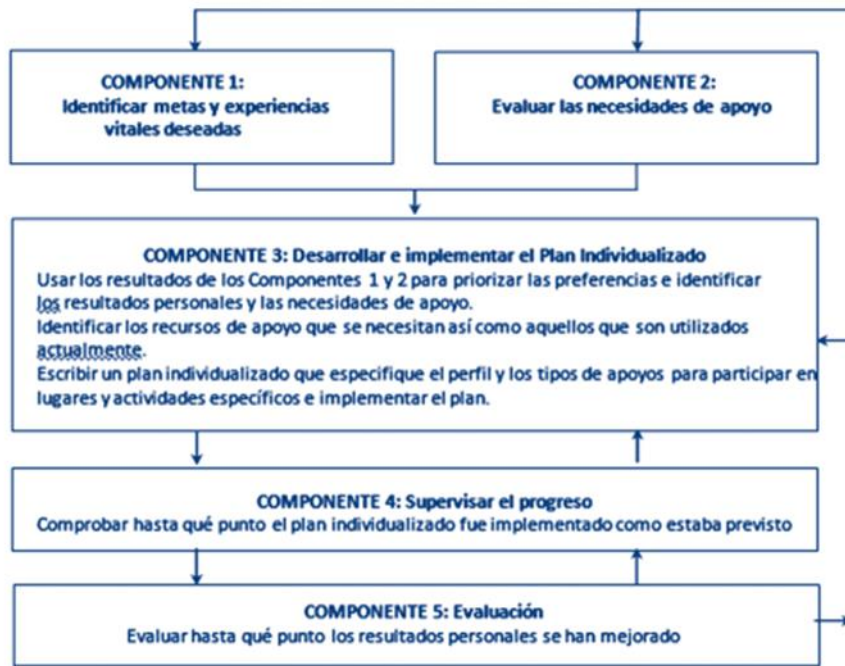 COMPONENTE 1:
Identificar metas y experiencias
vitales deseadas
COMPONENTE 2:
Evaluar las necesidades de apoyo
COMPONENTE 3: Desarrollar e implementar el Plan Individualizado
Usar los resultados de los Componentes 1 y 2 para priorizar las preferencias e identificar
los resultados personales y las necesidades de apoyo.
Identificar los recursos de apoyo que se necesitan así como aquellos que son utilizados
actualmente.
Escribir un plan individualizado que especifique el perfil y los tipos de apoyos para participar en
lugares y actividades específicos e implementar el plan.
COMPONENTE 4: Supervisar el progreso
Comprobar hasta qué punto el plan individualizado fue implementado como estaba previsto
COMPONENTE 5: Evaluación
Evaluar hasta qué punto los resultados personales se han mejorado